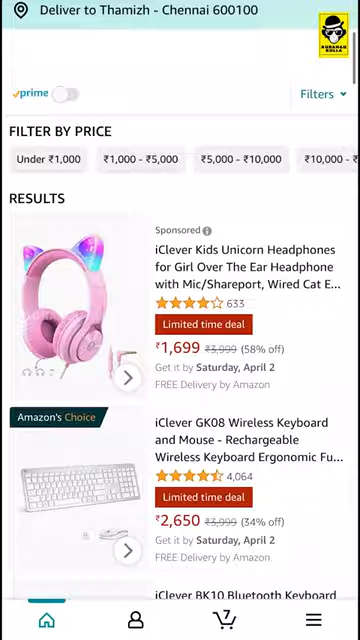 Deliver to Thamizh - Chennai 600100
KURANGU
KULLA
prime
Filters
FILTER BY PRICE
Under ₹1,000
₹1,000 - ₹5,000
₹5,000 - ₹10,000
₹10,000 - ₹
RESULTS
Sponsored
iClever Kids Unicorn Headphones
for Girl Over The Ear Headphone
with Mic/Shareport, Wired Cat E...
633
Limited time deal
₹1,699 ₹3,999 (58% off)
Get it by Saturday, April 2
FREE Delivery by Amazon
Amazon's Choice
iClever GK08 Wireless Keyboard
and Mouse - Rechargeable
Wireless Keyboard Ergonomic Fu...
4,064
Limited time deal
₹2,650 ₹3,999 (34% off)
Get it by Saturday, April 2
FREE Delivery by Amazon
iClever BK10 Bluetooth Keyboard
7